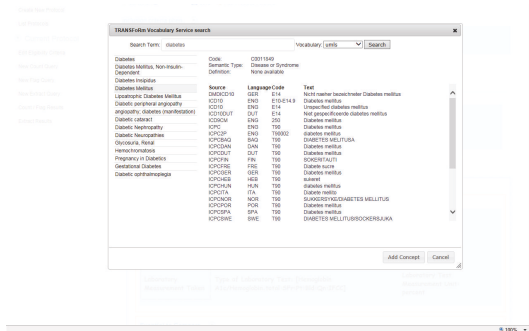 TRANSFoRm Vocabulary Service search
Search Term: diabetes Vocabulary: umls Search
Diabetes
Diabetes Mellitus, Non-Insulin-
Dependent
Diabetes Insipidus
Diabetes Mellitus
Lipoatrophic Diabetes Mellitus
Diabetic peripheral angiopathy
angiopathy, diabetes (manifestation)
Diabetic cataract
Diabetic Nephropathy
Diabetic Neuropathies
Glycosuria, Renal
Hemochromatosis
Pregnancy in Diabetics
Gestational Diabetes
Diabetic ophthalmoplegia
Code: C0011849
Semantic Type: Disease or Syndrome
Definition: None available
Source Language Code Text
DMDICD10 GER E14 Nicht naeher bezeichneter Diabetes mellitus
ICD10 ENG E10-E14.9 Diabetes mellitus
ICD10 ENG E14 Unspecified diabetes mellitus
ICD10DUT DUT E14 Niet gespecificeerde diabetes mellitus
ICD9CM ENG 250 Diabetes mellitus
ICPC ENG T90 Diabetes mellitus
ICPC2P ENG T90002 diabetes mellitus
ICPCBAQ BAQ T90 DIABETES MELLITUSA
ICPCDAN DAN T90 Diabetes mellitus
ICPCDUT DUT T90 Diabetes mellitus
ICPCFIN FIN T90 SOKERITAUTI
ICPCFRE FRE T90 Diabete sucre
ICPCGER GER T90 Diabetes mellitus
ICPCHEB HEB T90 sukeret
ICPCHUN HUN T90 diabetes mellitus
ICPCITA ITA T90 Diabete mellito
ICPCNOR NOR T90 SUKKERSYKE/DIABETES MELLITUS
ICPCPOR POR T90 Diabetes mellitus
ICPCSPA SPA T90 Diabetes mellitus
ICPCSWE SWE T90 DIABETES MELLITUS/SOCKERSJUKA
Add Concept Cancel
100%